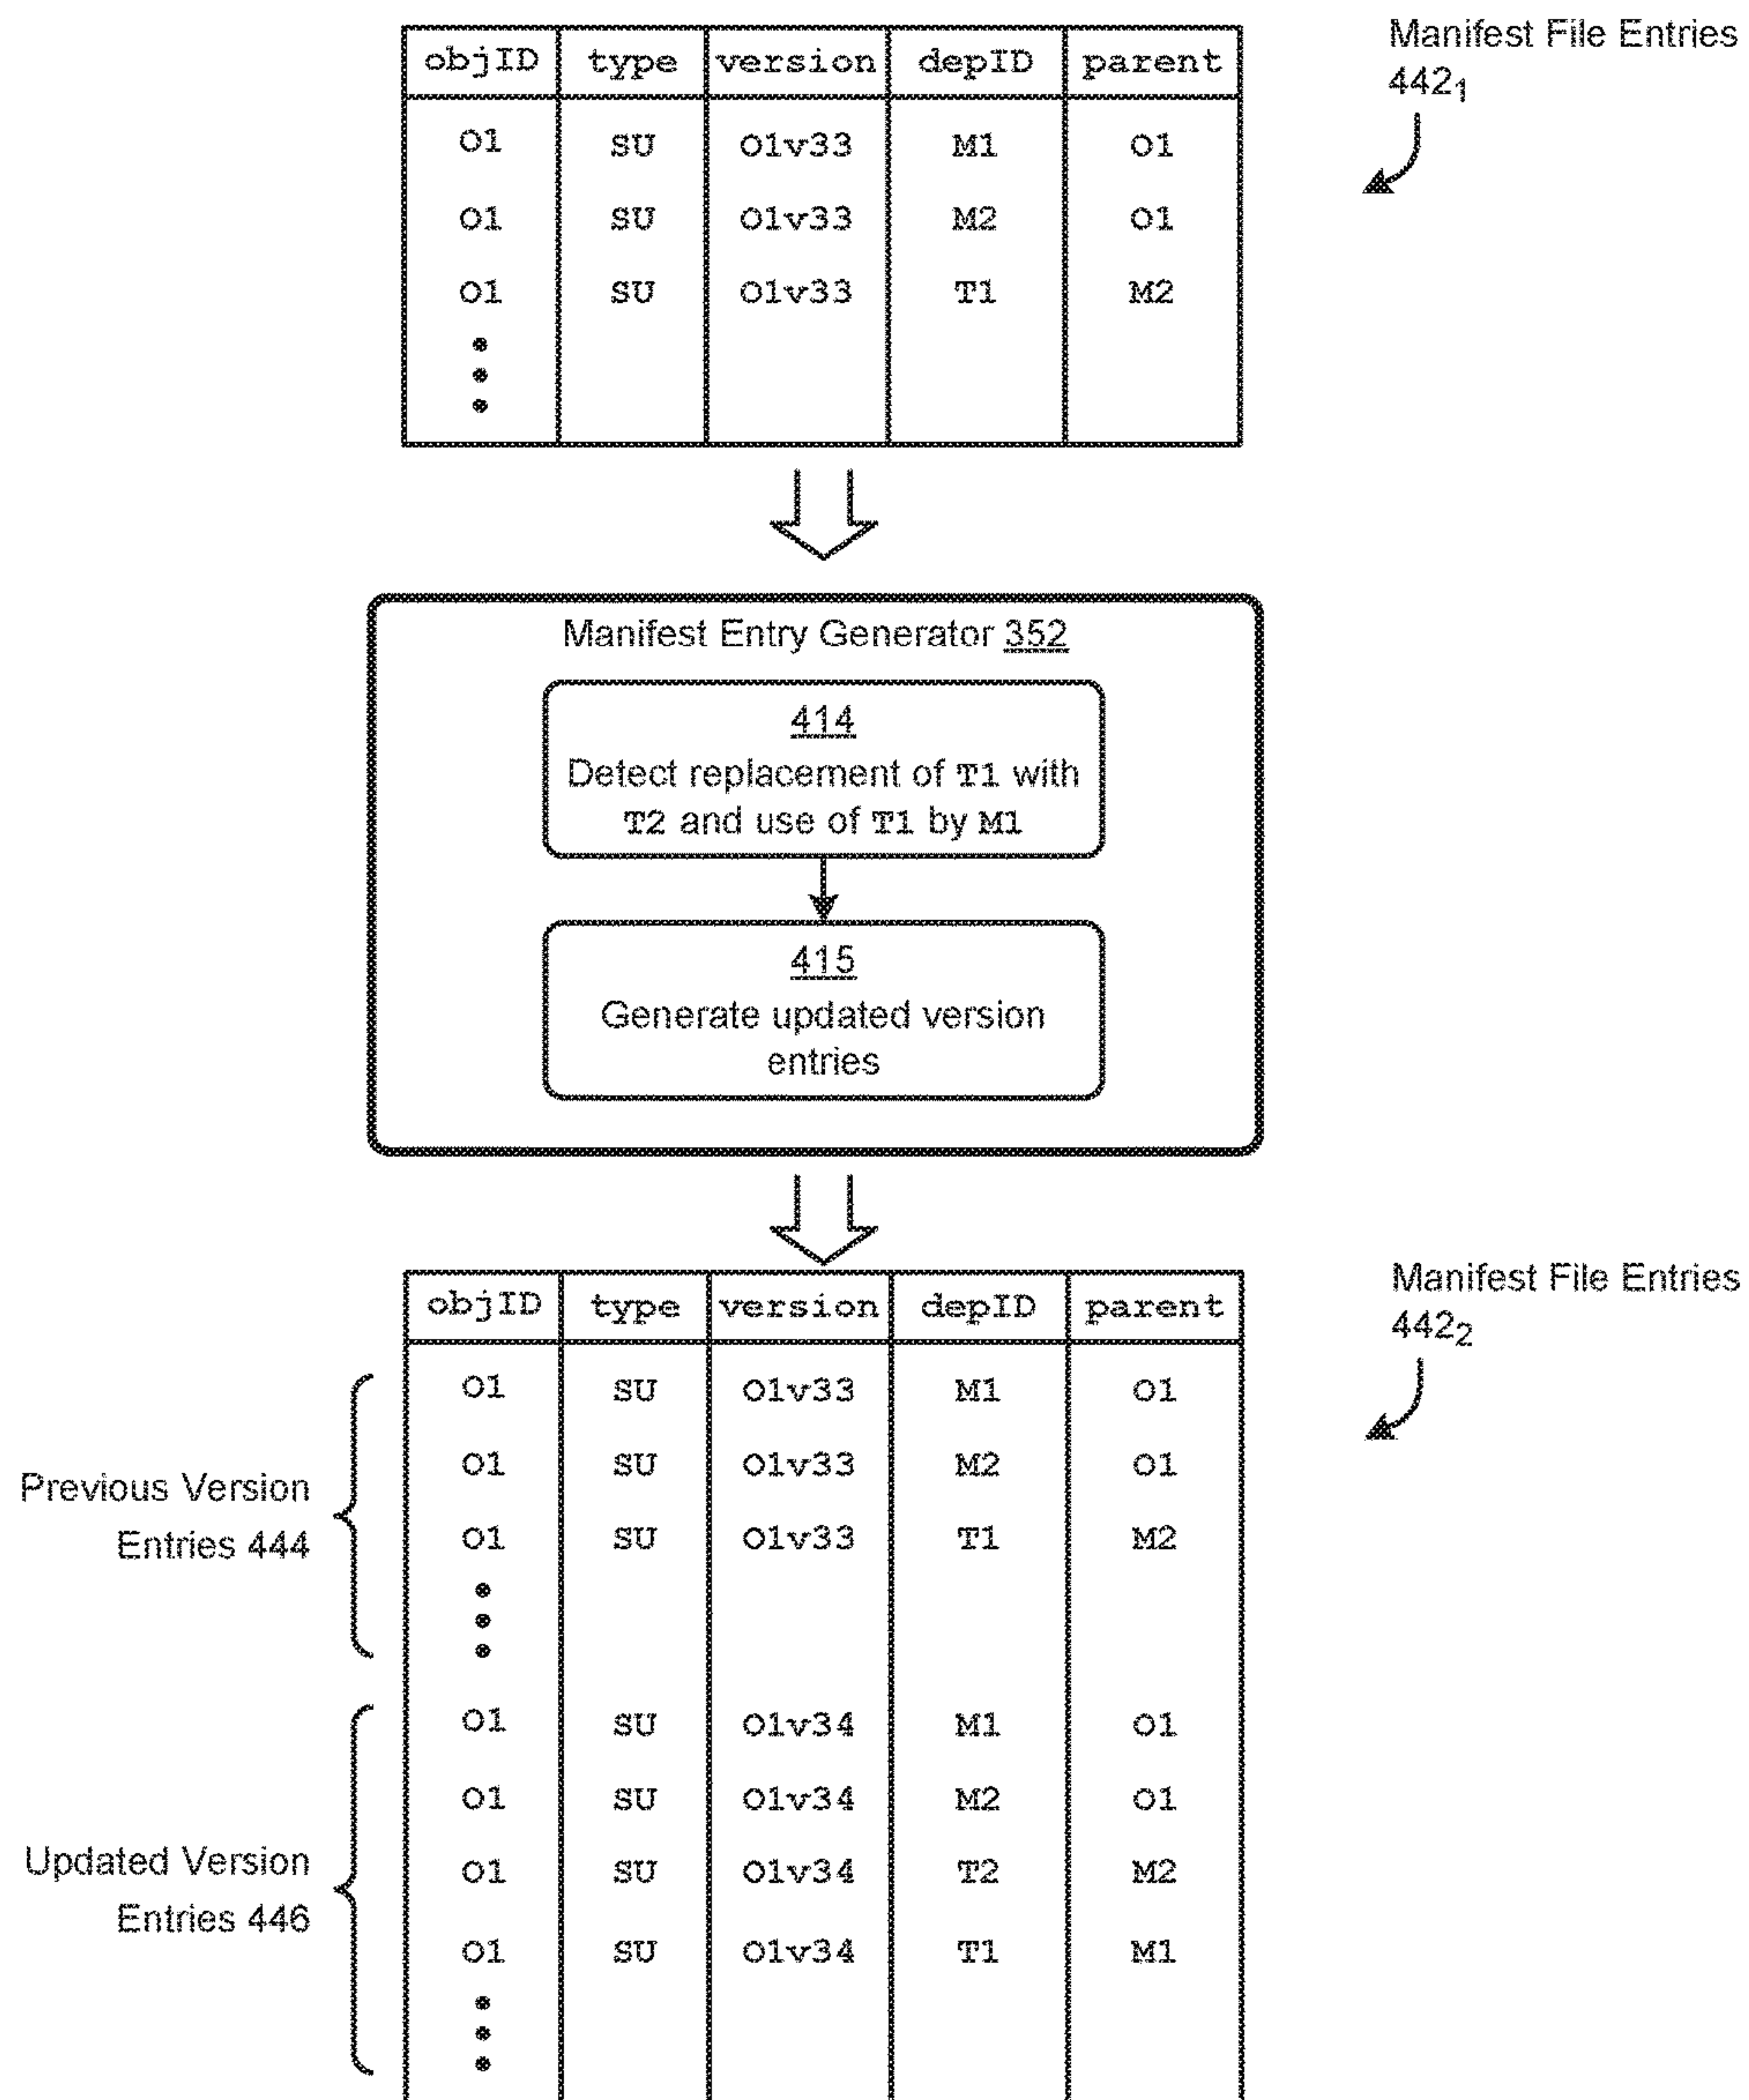 objID type version depID parent
Manifest File Entries
442₁
O1 SU O1v33 M1 O1
O1 SU O1v33 M2 O1
O1 SU O1v33 T1 M2
Manifest Entry Generator 352
414
Detect replacement of T1 with
T2 and use of T1 by M1
415
Generate updated version
entries
objID type version depID parent
Manifest File Entries
442₂
O1 SU O1v33 M1 O1
O1 SU O1v33 M2 O1
O1 SU O1v33 T1 M2
Previous Version
Entries 444
O1 SU O1v34 M1 O1
O1 SU O1v34 M2 O1
O1 SU O1v34 T2 M2
O1 SU O1v34 T1 M1
Updated Version
Entries 446